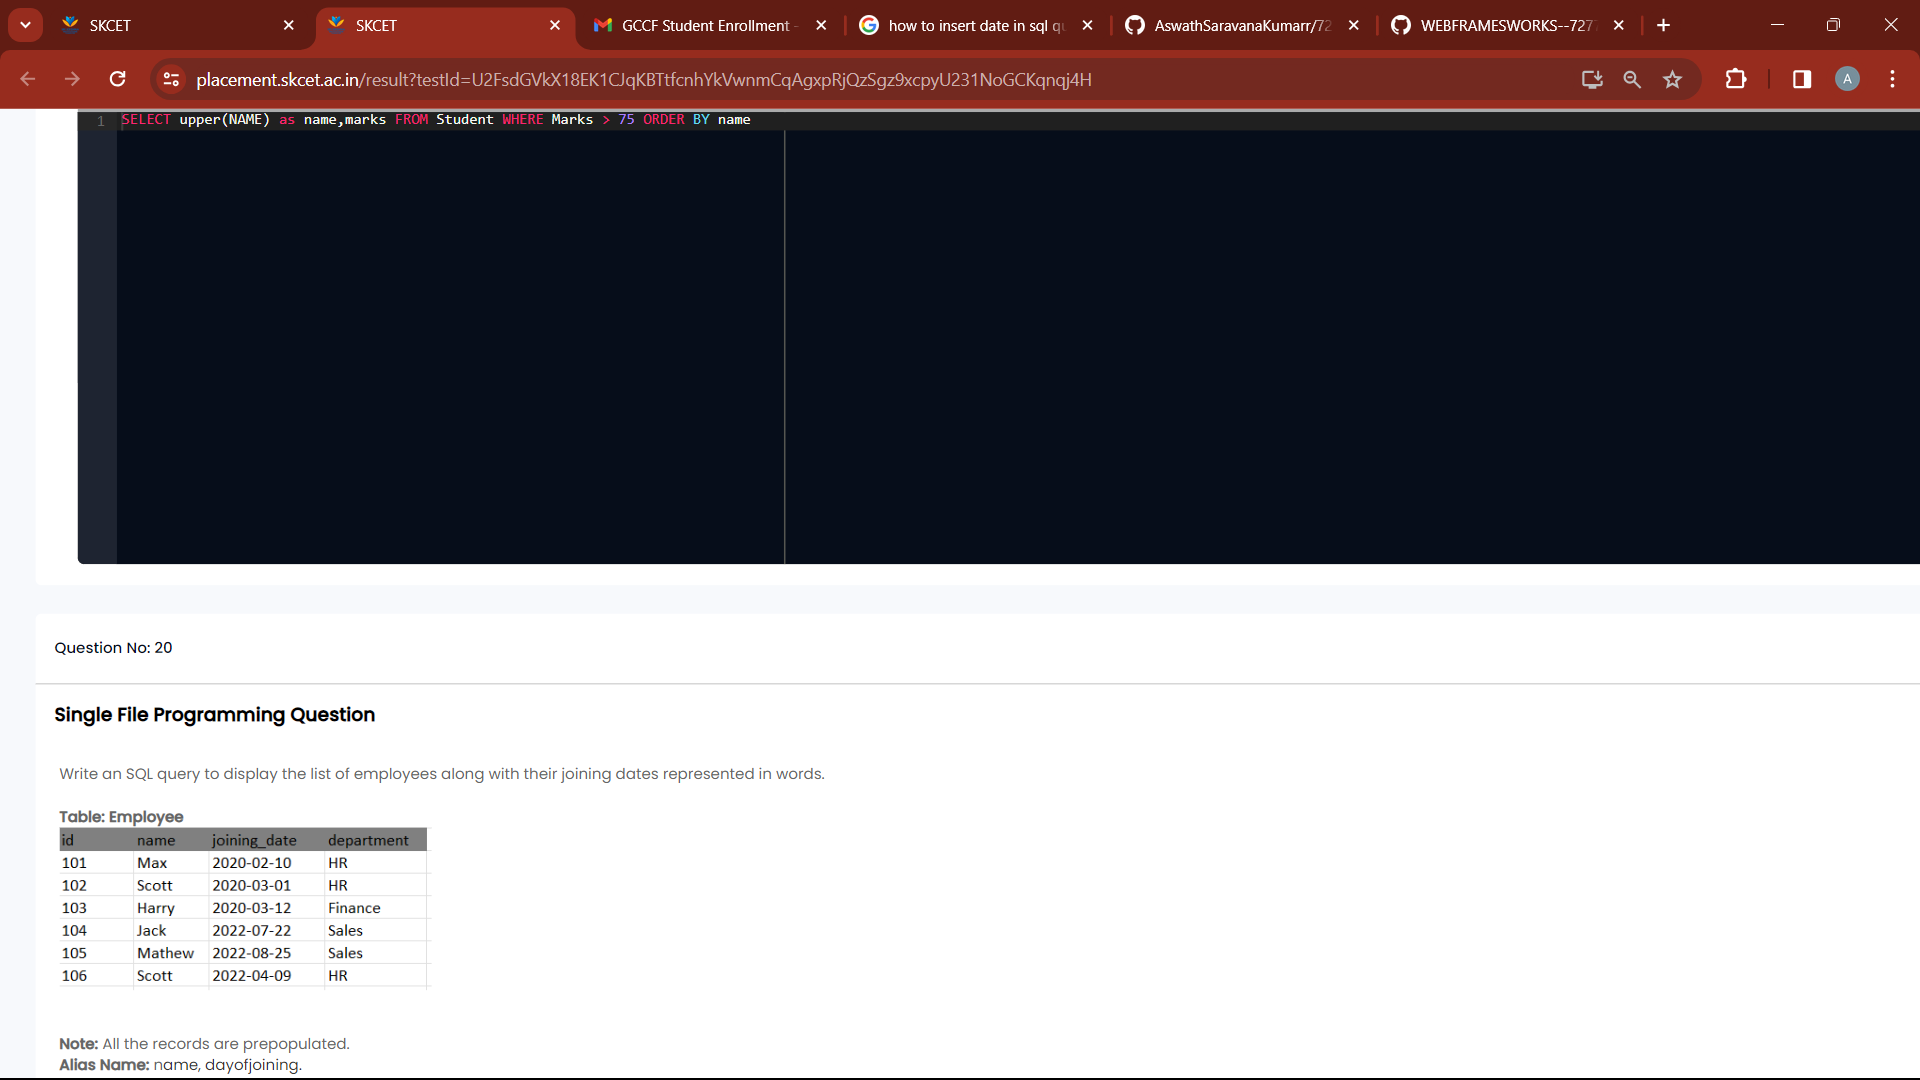 SKCET
SKCET
GCCF Student Enrollment -
how to insert date in sql qu
AswathSaravanaKumarr/72
WEBFRAMESWORKS--727
placement.skcet.ac.in/result?testId=U2FsdGVkX18EK1CJqKBTtfcnhYkVwnmCqAgxpRjQzSgz9xcpyU231NoGCKqnqj4H
A
1 SELECT upper(NAME) as name,marks FROM Student WHERE Marks > 75 ORDER BY name
Question No: 20
Single File Programming Question
Write an SQL query to display the list of employees along with their joining dates represented in words.
Table: Employee
id name joining_date department
101 Max 2020-02-10 HR
102 Scott 2020-03-01 HR
103 Harry 2020-03-12 Finance
104 Jack 2022-07-22 Sales
105 Mathew 2022-08-25 Sales
106 Scott 2022-04-09 HR
Note: All the records are prepopulated.
Alias Name: name, dayofjoining.